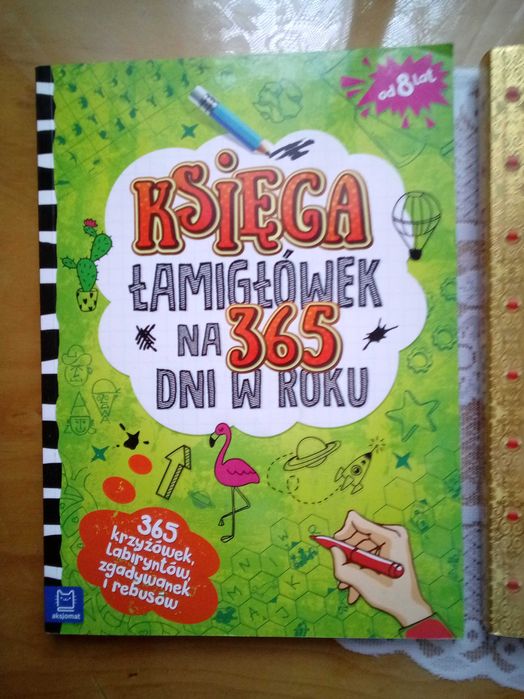 od 8 lat
KSIĘGA
ŁAMIGŁÓWEK
NA 365
DNI W ROKU
365
krzyżówek,
labiryntów,
zgadywanek
i rebusów
aksjomat